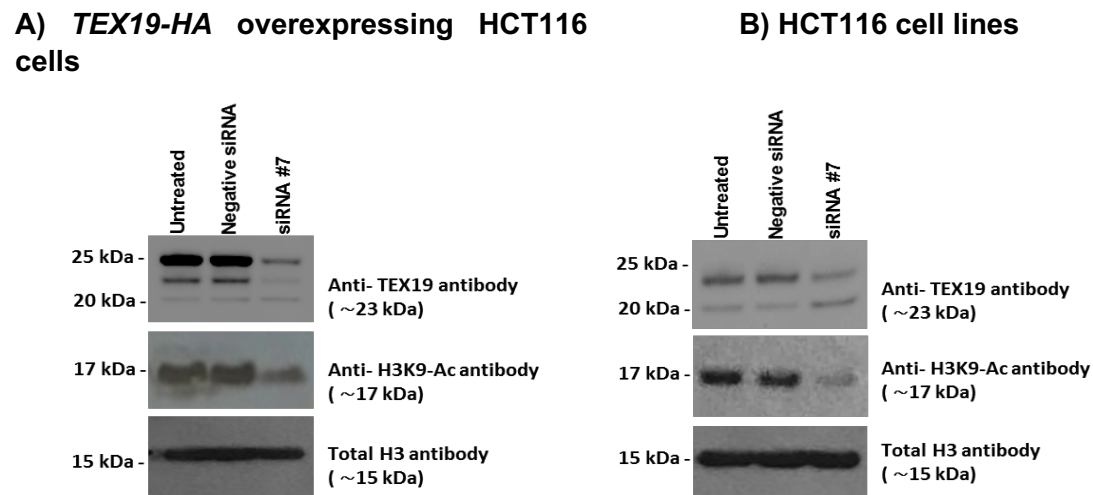 A) TEX19-HA overexpressing HCT116
cells
Untreated
Negative siRNA
siRNA #7
25 kDa -
20 kDa -
Anti- TEX19 antibody
( ~23 kDa)
17 kDa -
Anti- H3K9-Ac antibody
( ~17 kDa)
15 kDa -
Total H3 antibody
( ~15 kDa)
B) HCT116 cell lines
Untreated
Negative siRNA
siRNA #7
25 kDa -
20 kDa -
Anti- TEX19 antibody
( ~23 kDa)
17 kDa -
Anti- H3K9-Ac antibody
( ~17 kDa)
15 kDa -
Total H3 antibody
( ~15 kDa)